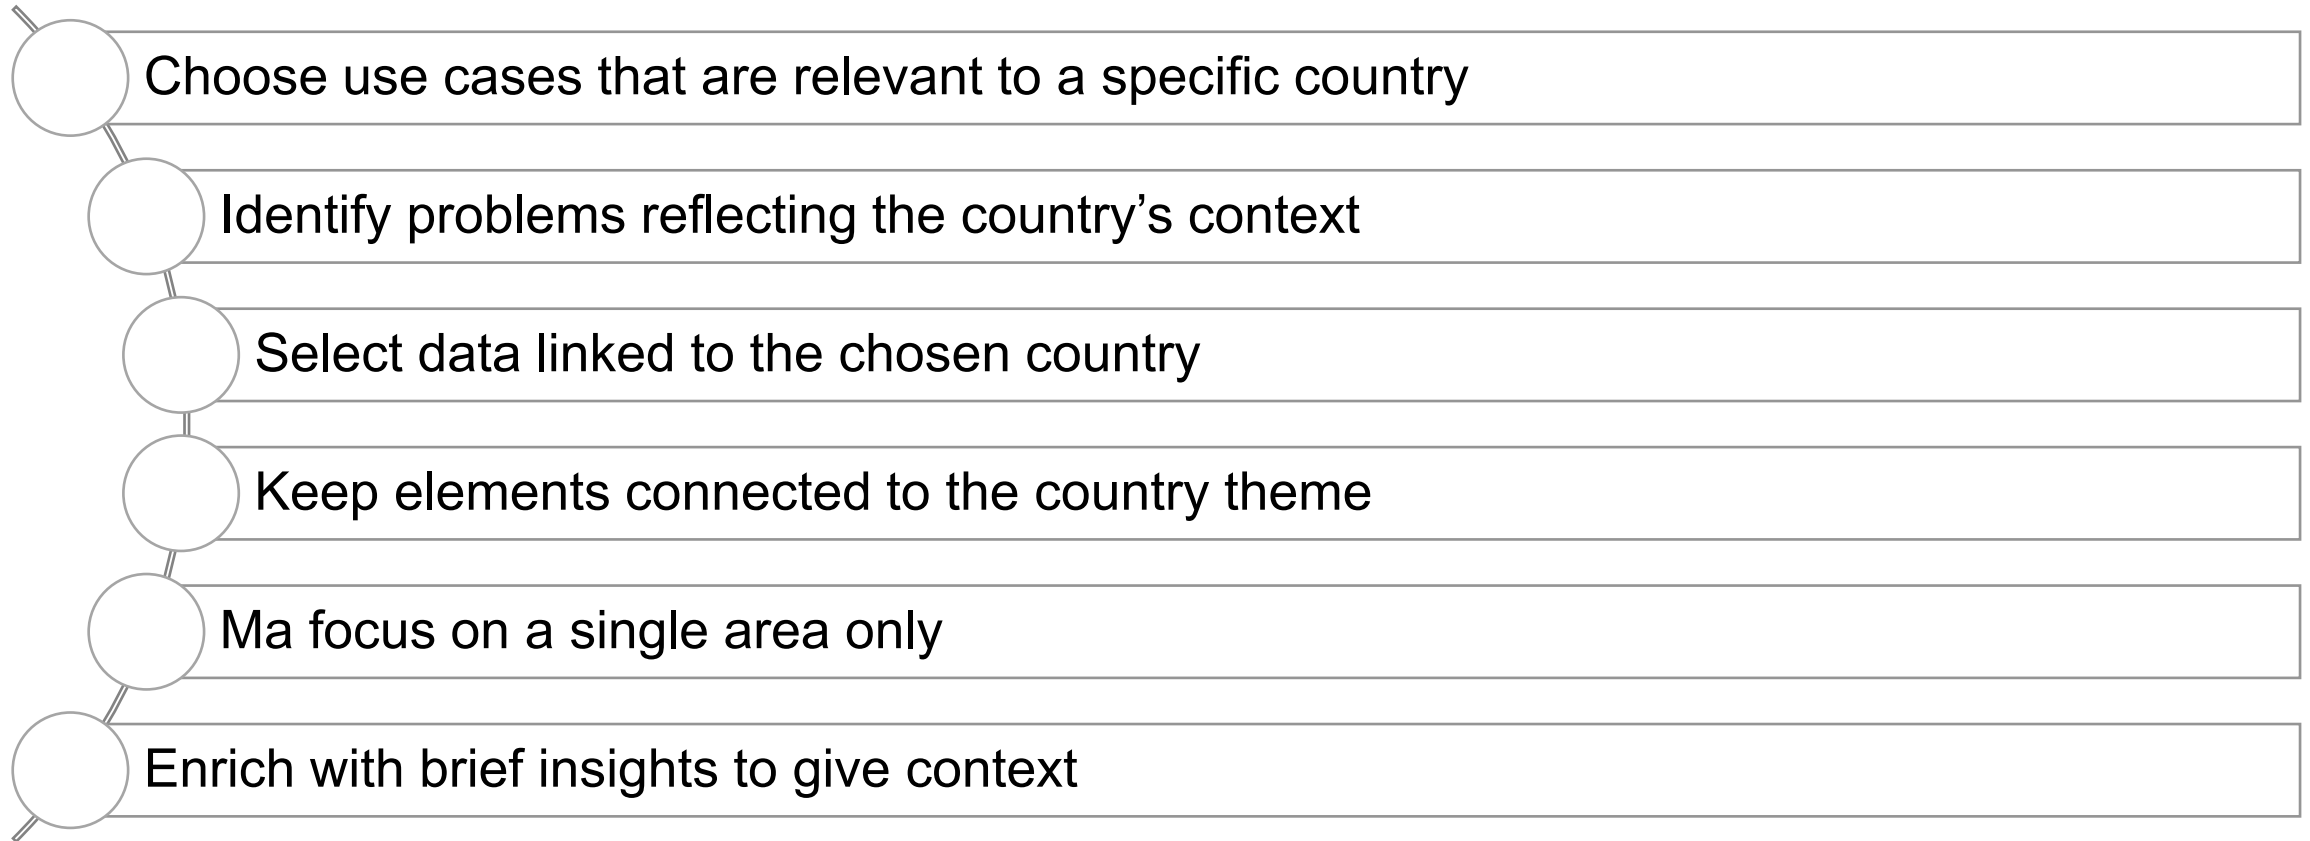 Choose use cases that are relevant to a specific country
Identify problems reflecting the country’s context
Select data linked to the chosen country
Keep elements connected to the country theme
Ma focus on a single area only
Enrich with brief insights to give context